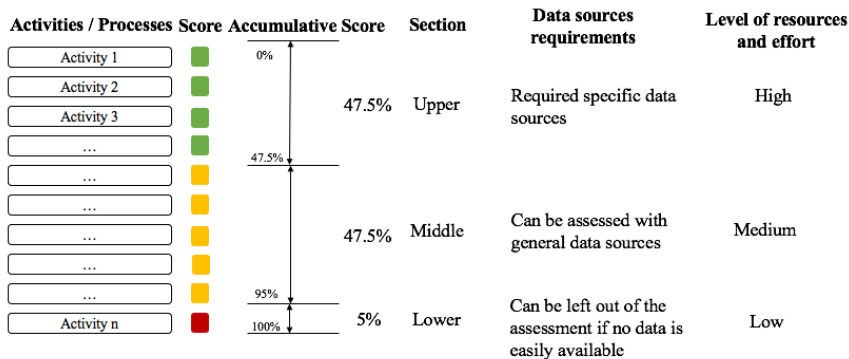 Activities / Processes Score Accumulative Score Section Data sources requirements Level of resources and effort
0%
Activity 1
Activity 2
Activity 3
...
47.5% Upper Required specific data sources High
47.5%
...
...
...
...
...
47.5% Middle Can be assessed with general data sources Medium
95%
Activity n
100%
5% Lower Can be left out of the assessment if no data is easily available Low